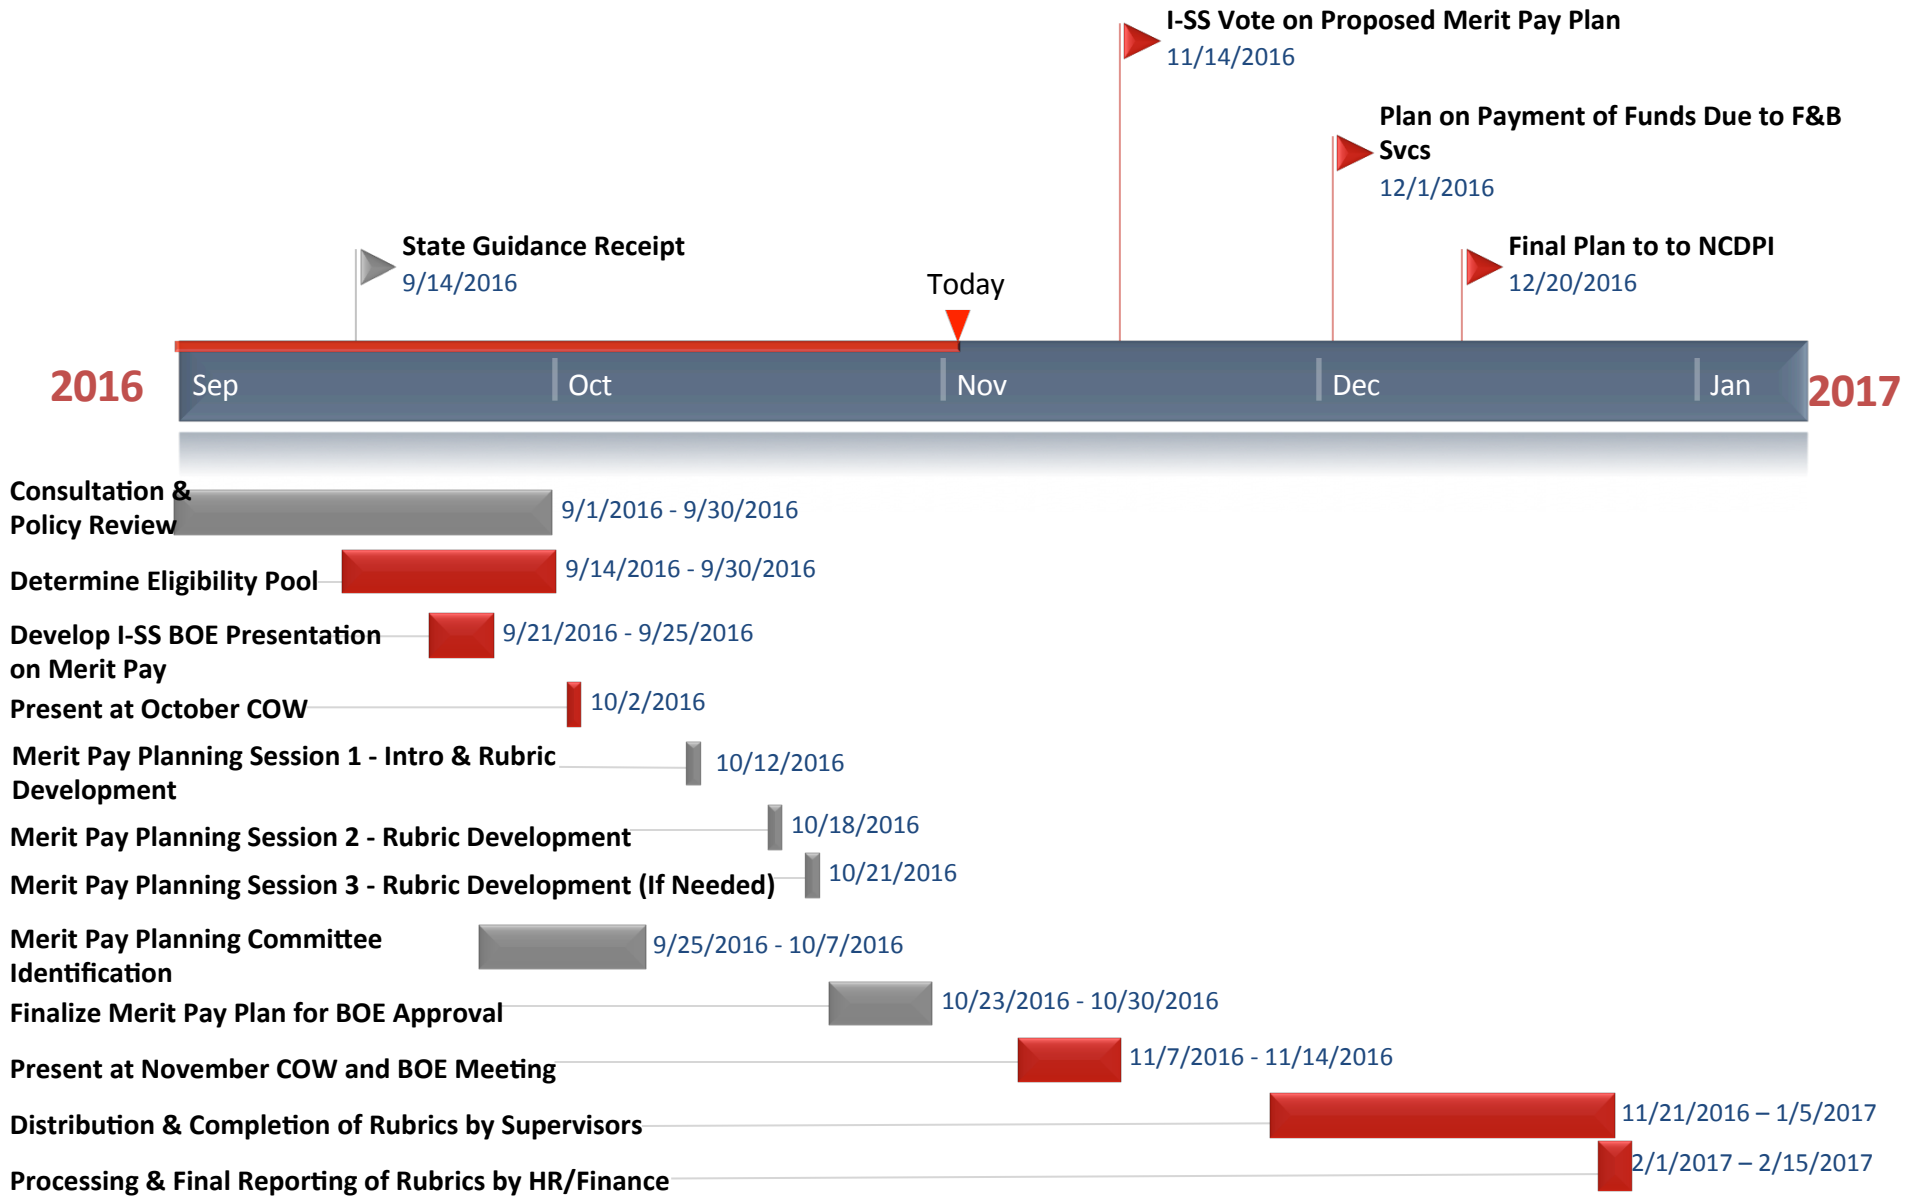 I-SS Vote on Proposed Merit Pay Plan
11/14/2016
Plan on Payment of Funds Due to F&B
Svcs
12/1/2016
State Guidance Receipt
9/14/2016
Final Plan to to NCDPI
12/20/2016
Today
2016
Sep
Oct
Nov
Dec
Jan
2017
Consultation &
Policy Review
9/1/2016 - 9/30/2016
Determine Eligibility Pool
9/14/2016 - 9/30/2016
Develop I-SS BOE Presentation
on Merit Pay
9/21/2016 - 9/25/2016
Present at October COW
10/2/2016
Merit Pay Planning Session 1 - Intro & Rubric
Development
10/12/2016
Merit Pay Planning Session 2 - Rubric Development
10/18/2016
Merit Pay Planning Session 3 - Rubric Development (If Needed)
10/21/2016
Merit Pay Planning Committee
Identification
9/25/2016 - 10/7/2016
Finalize Merit Pay Plan for BOE Approval
10/23/2016 - 10/30/2016
Present at November COW and BOE Meeting
11/7/2016 - 11/14/2016
Distribution & Completion of Rubrics by Supervisors
11/21/2016 – 1/5/2017
Processing & Final Reporting of Rubrics by HR/Finance
2/1/2017 – 2/15/2017